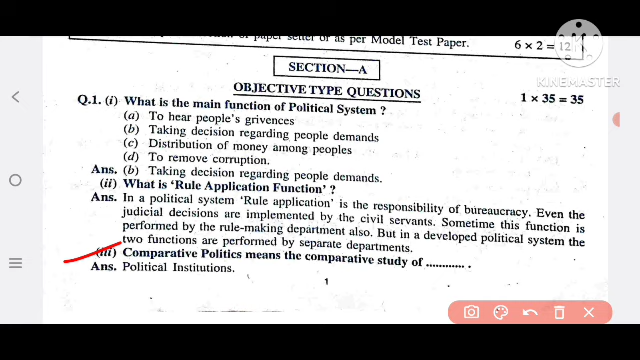 of paper setter or as per Model Test Paper. 6 × 2 = 12
KINEMASTER
SECTION—A
OBJECTIVE TYPE QUESTIONS 1 × 35 = 35
Q.1. (i) What is the main function of Political System ?
(a) To hear people's grivences
(b) Taking decision regarding people demands
(c) Distribution of money among peoples
(d) To remove corruption.
Ans. (b) Taking decision regarding people demands.
(ii) What is ‘Rule Application Function’ ?
Ans. In a political system ‘Rule application’ is the responsibility of bureaucracy. Even the
judicial decisions are implemented by the civil servants. Sometime this function is
performed by the rule-making department also. But in a developed political system the
two functions are performed by separate departments.
(iii) Comparative Politics means the comparative study of ............ .
Ans. Political Institutions.
1